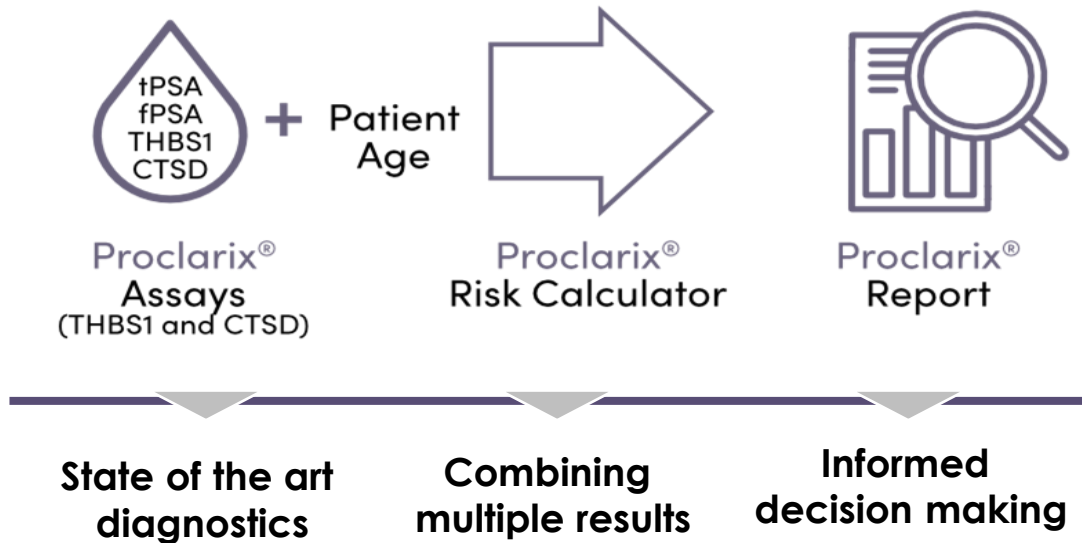 tPSA
fPSA
THBS1
CTSD
+
Patient
Age
Proclarix®
Assays
(THBS1 and CTSD)
Proclarix®
Risk Calculator
Proclarix®
Report
State of the art
diagnostics
Combining
multiple results
Informed
decision making